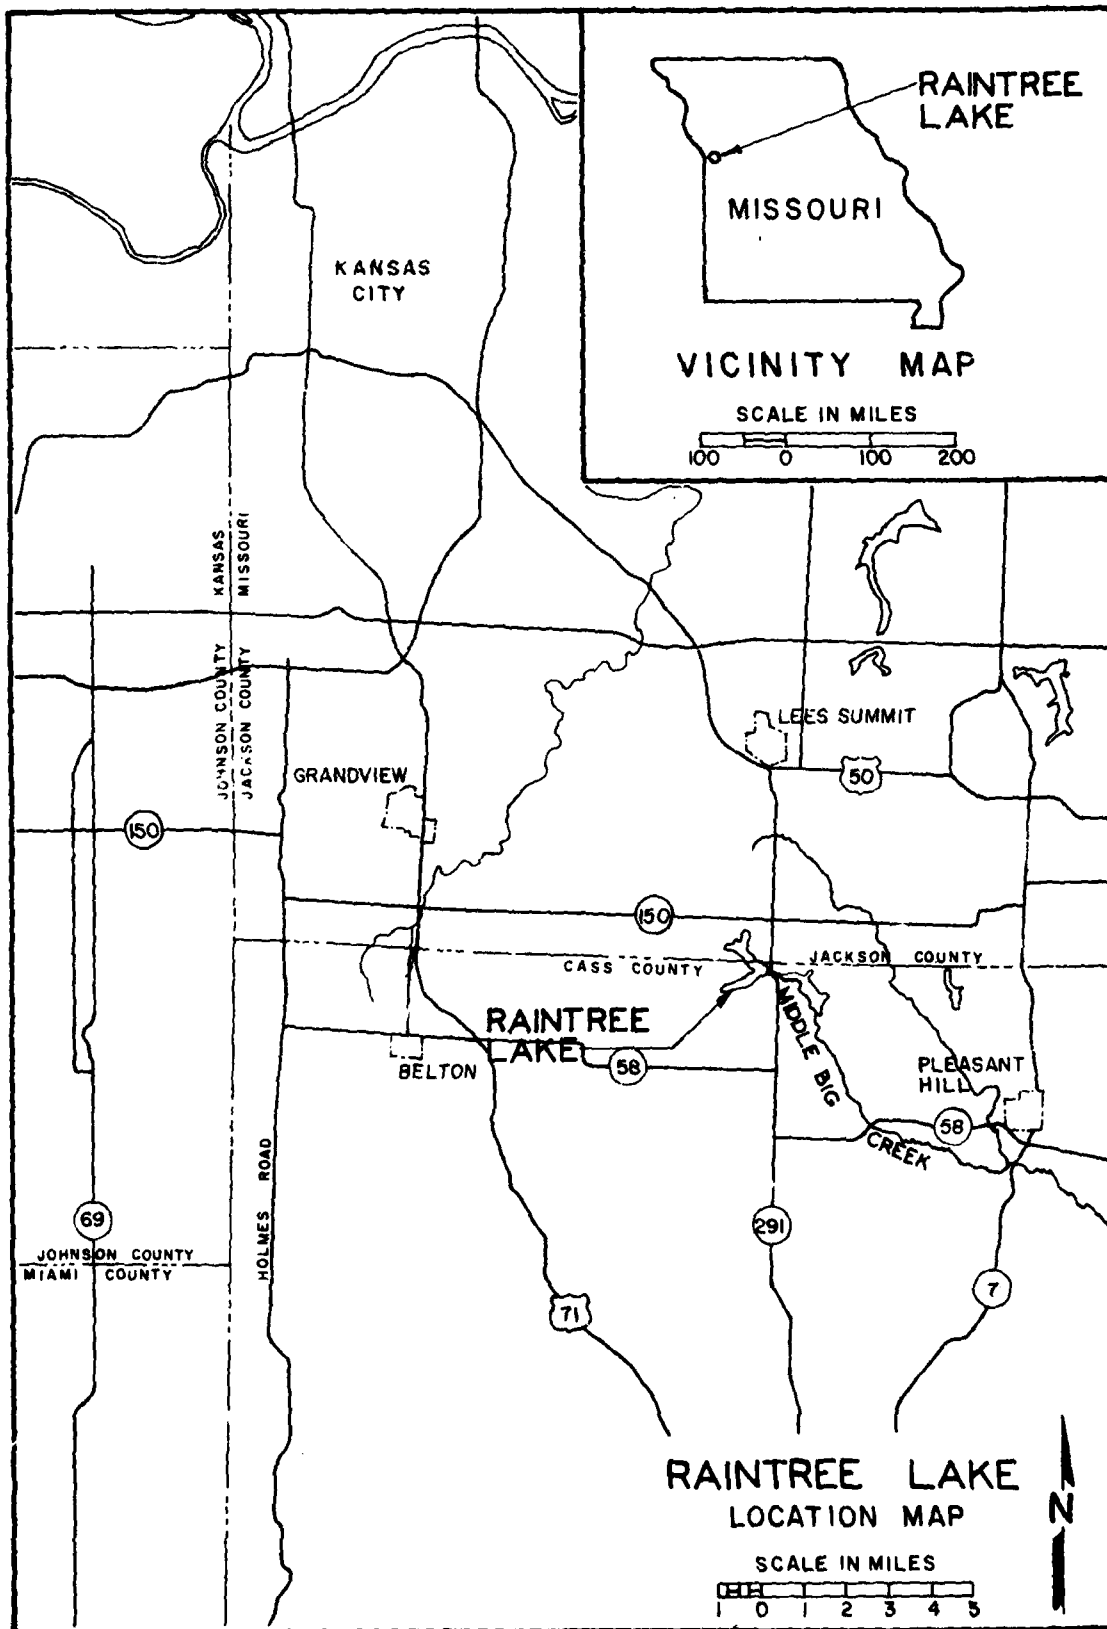 RAINTREE
LAKE
MISSOURI
VICINITY MAP
SCALE IN MILES
100 0 100 200
KANSAS
CITY
KANSAS
MISSOURI
JOHNSON COUNTY
JACKSON COUNTY
LEES SUMMIT
50
GRANDVIEW
150
150
CASS COUNTY
JACKSON COUNTY
RAINTREE
LAKE
MIDDLE BIG
CREEK
58
BELTON
PLEASANT
HILL
58
HOLMES ROAD
69
291
JOHNSON COUNTY
MIAMI COUNTY
71
7
RAINTREE LAKE
LOCATION MAP
N
SCALE IN MILES
1 0 1 2 3 4 5